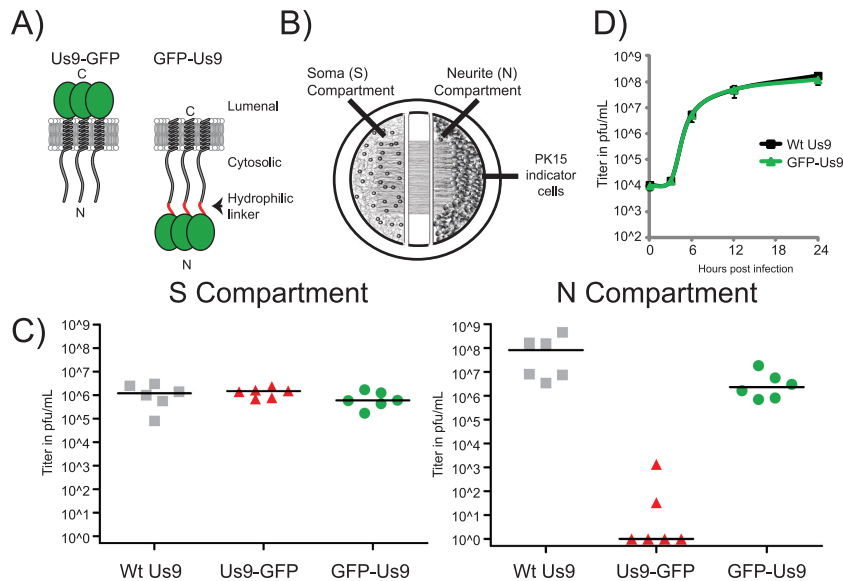 A)
Us9-GFP
C
N
GFP-Us9
C
N
Lumenal
Cytosolic
Hydrophilic
linker
B)
Soma (S)
Compartment
Neurite (N)
Compartment
PK15
indicator
cells
D)
Titer in pfu/mL
10^9
10^8
10^7
10^6
10^5
10^4
10^3
10^2
0
6
12
18
24
Hours post infection
Wt Us9
GFP-Us9
C)
S Compartment
Titer in pfu/mL
10^9
10^8
10^7
10^6
10^5
10^4
10^3
10^2
10^1
10^0
Wt Us9
Us9-GFP
GFP-Us9
N Compartment
Titer in pfu/mL
10^9
10^8
10^7
10^6
10^5
10^4
10^3
10^2
10^1
10^0
Wt Us9
Us9-GFP
GFP-Us9